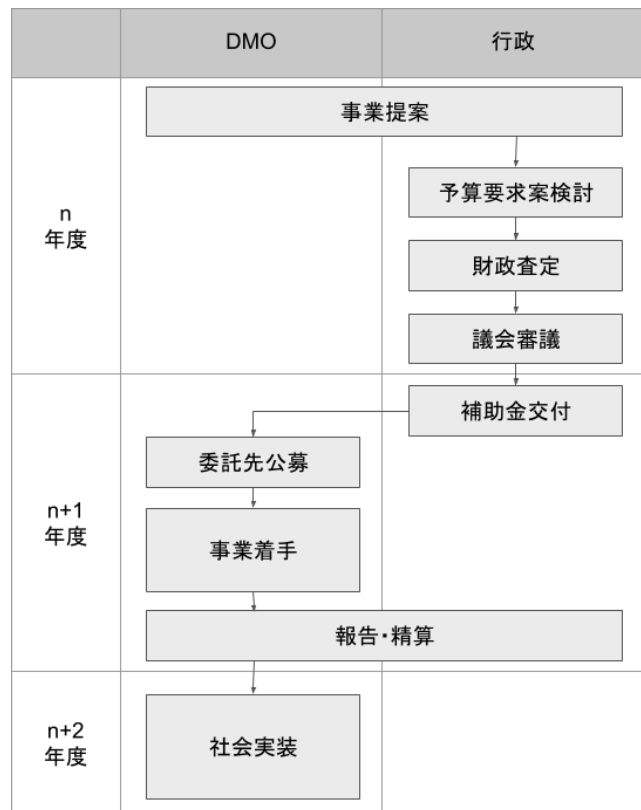 DMO
行政
n
年度
事業提案
予算要求案検討
財政査定
議会審議
n+1
年度
補助金交付
委託先公募
事業着手
報告・精算
n+2
年度
社会実装